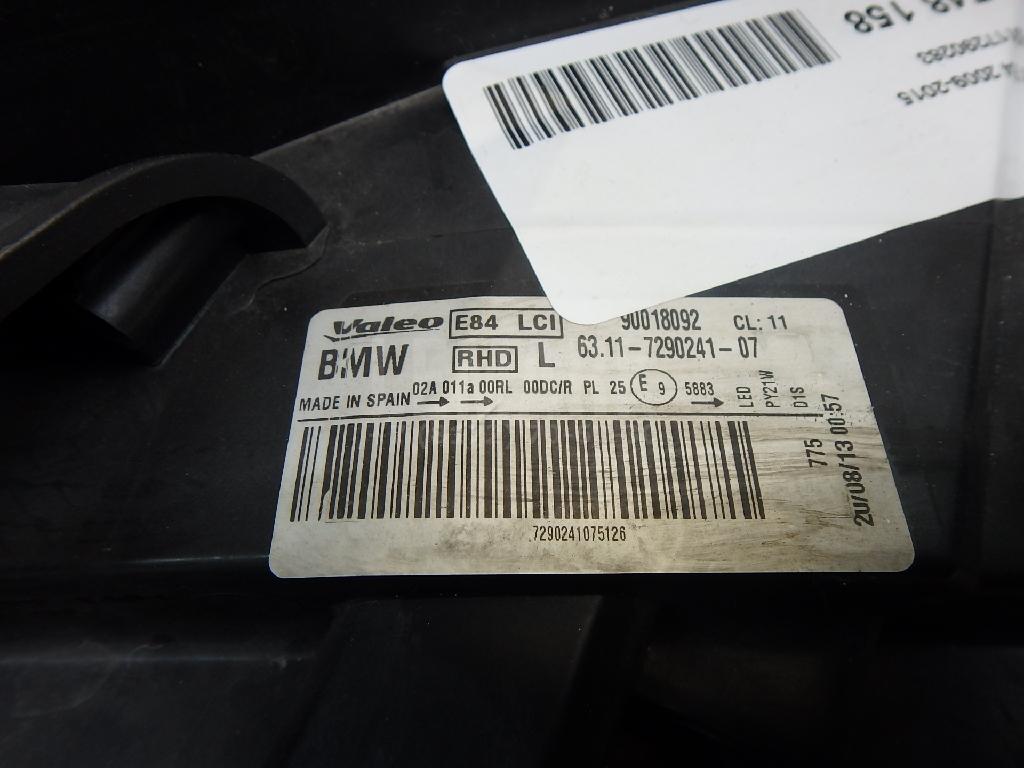 Valeo E84 LCI 90018092 CL: 11
BMW RHD L 63.11-7290241-07
MADE IN SPAIN 02A 011a 00RL 00DC/R PL 25 E 9 5883
LED
PY21W
D1S
775
20/08/13 00:57
7290241075126
158
2009-2015